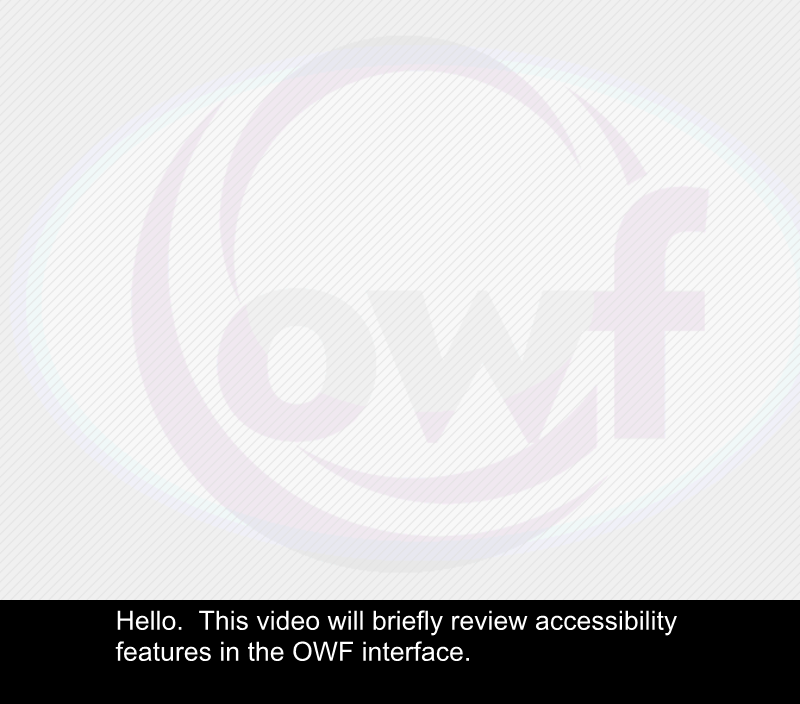 owf
Hello.  This video will briefly review accessibility
features in the OWF interface.